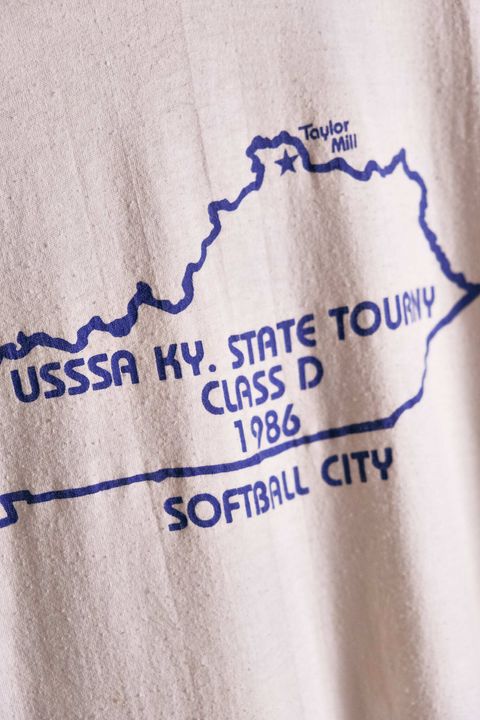 Taylor
Mill
USSSA KY. STATE TOURNY
CLASS D
1986
SOFTBALL CITY